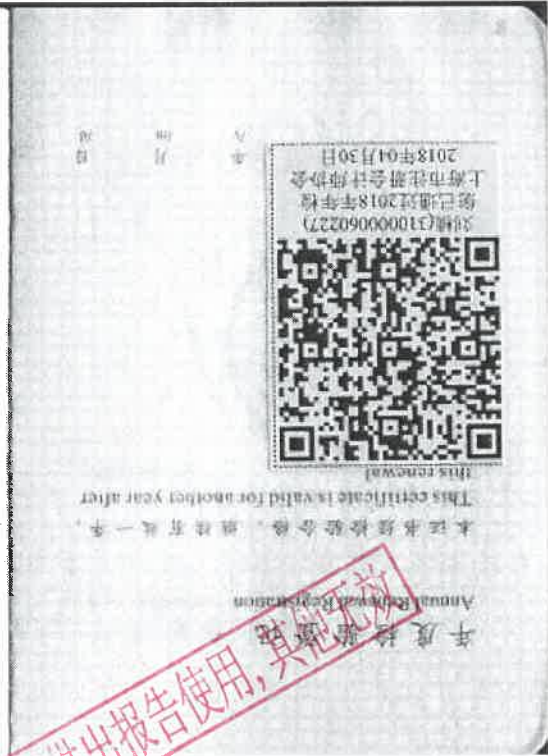 年度检验登记
Annual Renewal Registration
本证书经检验合格，继续有效一年。
This certificate is valid for another year after
this renewal
刘楨(310000060227)
您已通过2018年年检
上海市注册会计师协会
2018年04月30日
年 月 日
/y /m /d
供出报告使用，其他无效